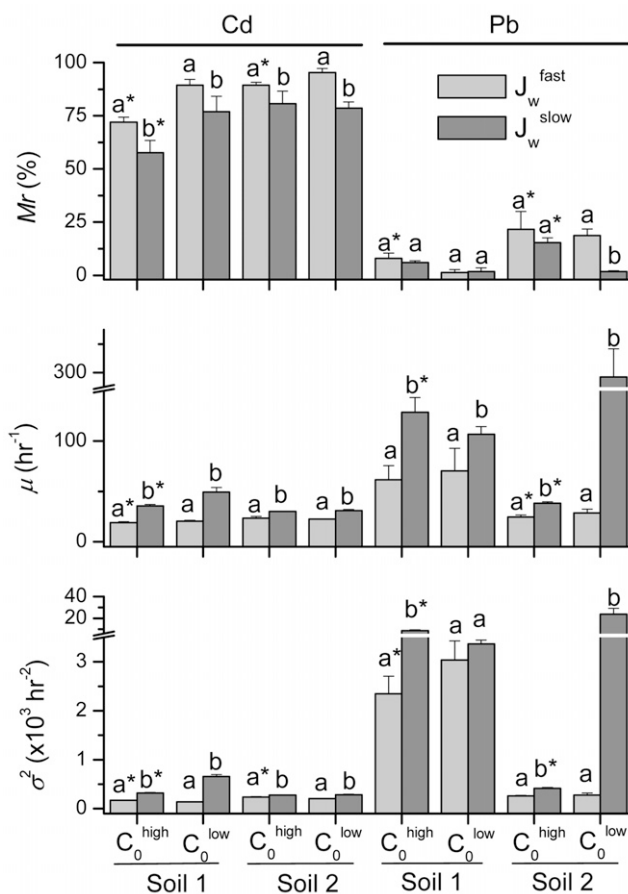 Cd Pb
J_w^fast
J_w^slow
Mr (%)
100
75
50
25
0
a* b* a b a* b a b a* a a a a* a* a b
μ (hr⁻¹)
300
100
0
a* b* a b a b a b a b* a b a* b* a b
σ² (x10³ hr⁻²)
40
20
3
2
1
0
a* b* a b a* b a b a* b* a a a b* a b
C₀^high C₀^low C₀^high C₀^low C₀^high C₀^low C₀^high C₀^low
Soil 1 Soil 2 Soil 1 Soil 2